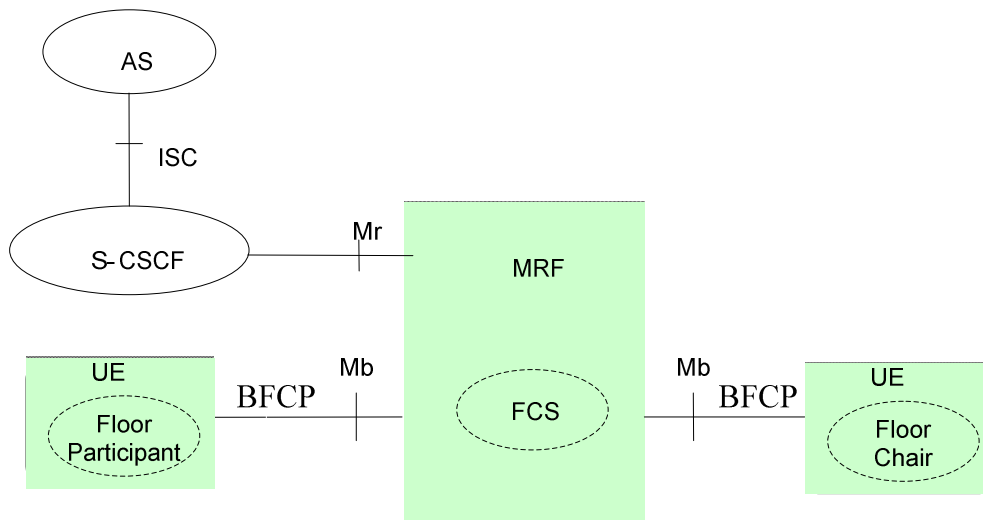 AS
ISC
Mr
S-CSCF
MRF
UE
Mb
Mb
UE
BFCP
BFCP
Floor
Participant
FCS
Floor
Chair